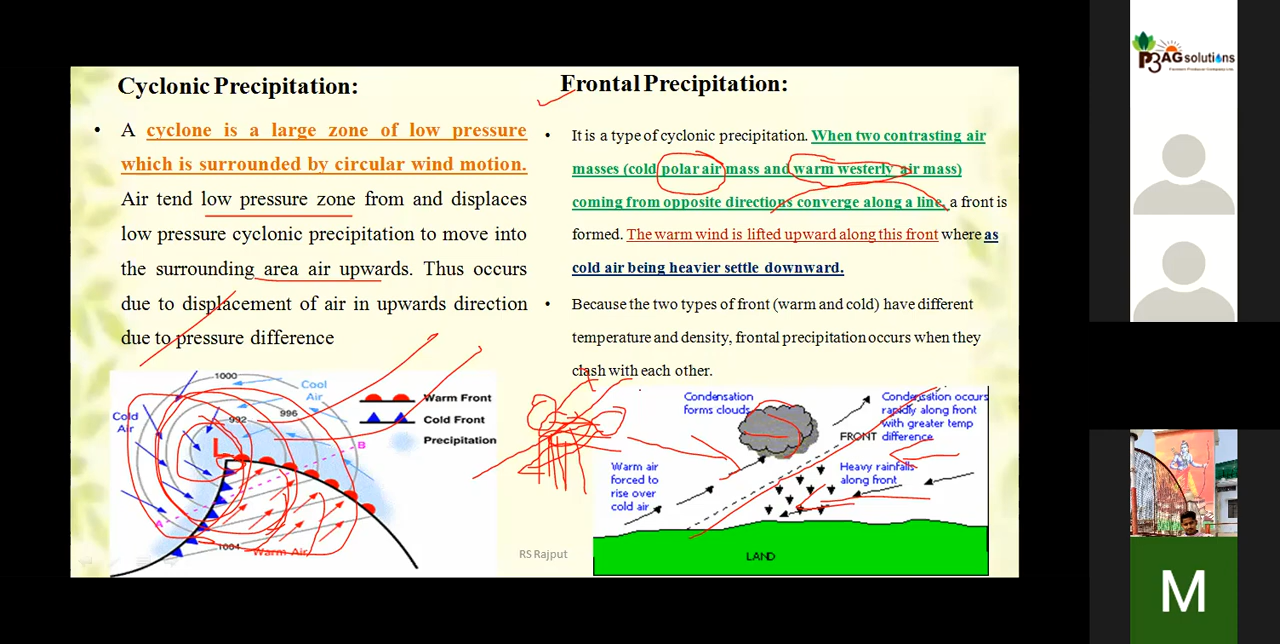 Cyclonic Precipitation:
• A cyclone is a large zone of low pressure
which is surrounded by circular wind motion.
Air tend low pressure zone from and displaces
low pressure cyclonic precipitation to move into
the surrounding area air upwards. Thus occurs
due to displacement of air in upwards direction
due to pressure difference
1000
Cool
Air
996
992
Cold
Air
L
B
A
1004
Warm Air
Warm Front
Cold Front
Precipitation
Frontal Precipitation:
• It is a type of cyclonic precipitation. When two contrasting air
masses (cold polar air mass and warm westerly air mass)
coming from opposite directions converge along a line, a front is
formed. The warm wind is lifted upward along this front where as
cold air being heavier settle downward.
• Because the two types of front (warm and cold) have different
temperature and density, frontal precipitation occurs when they
clash with each other.
Condensation
forms clouds
Condensation occurs
rapidly along front
with greater temp
difference
FRONT
Warm air
forced to
rise over
cold air
Heavy rainfalls
along front
LAND
RS Rajput
P3AGsolutions
M